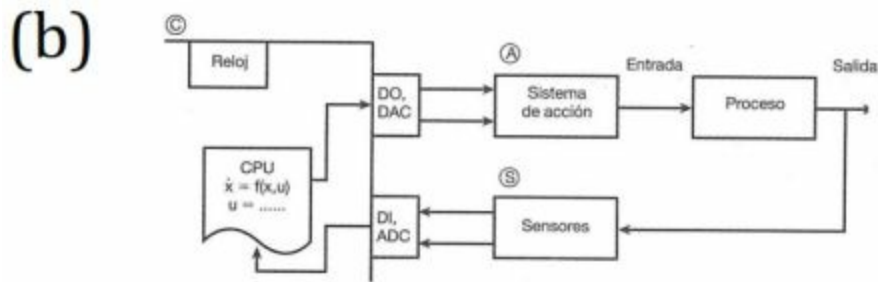 (b)
©
Reloj
DO,
DAC
Ⓐ
Sistema
de acción
Entrada
Proceso
Salida
CPU
ẋ = f(x,u)
u = ......
DI,
ADC
Ⓢ
Sensores